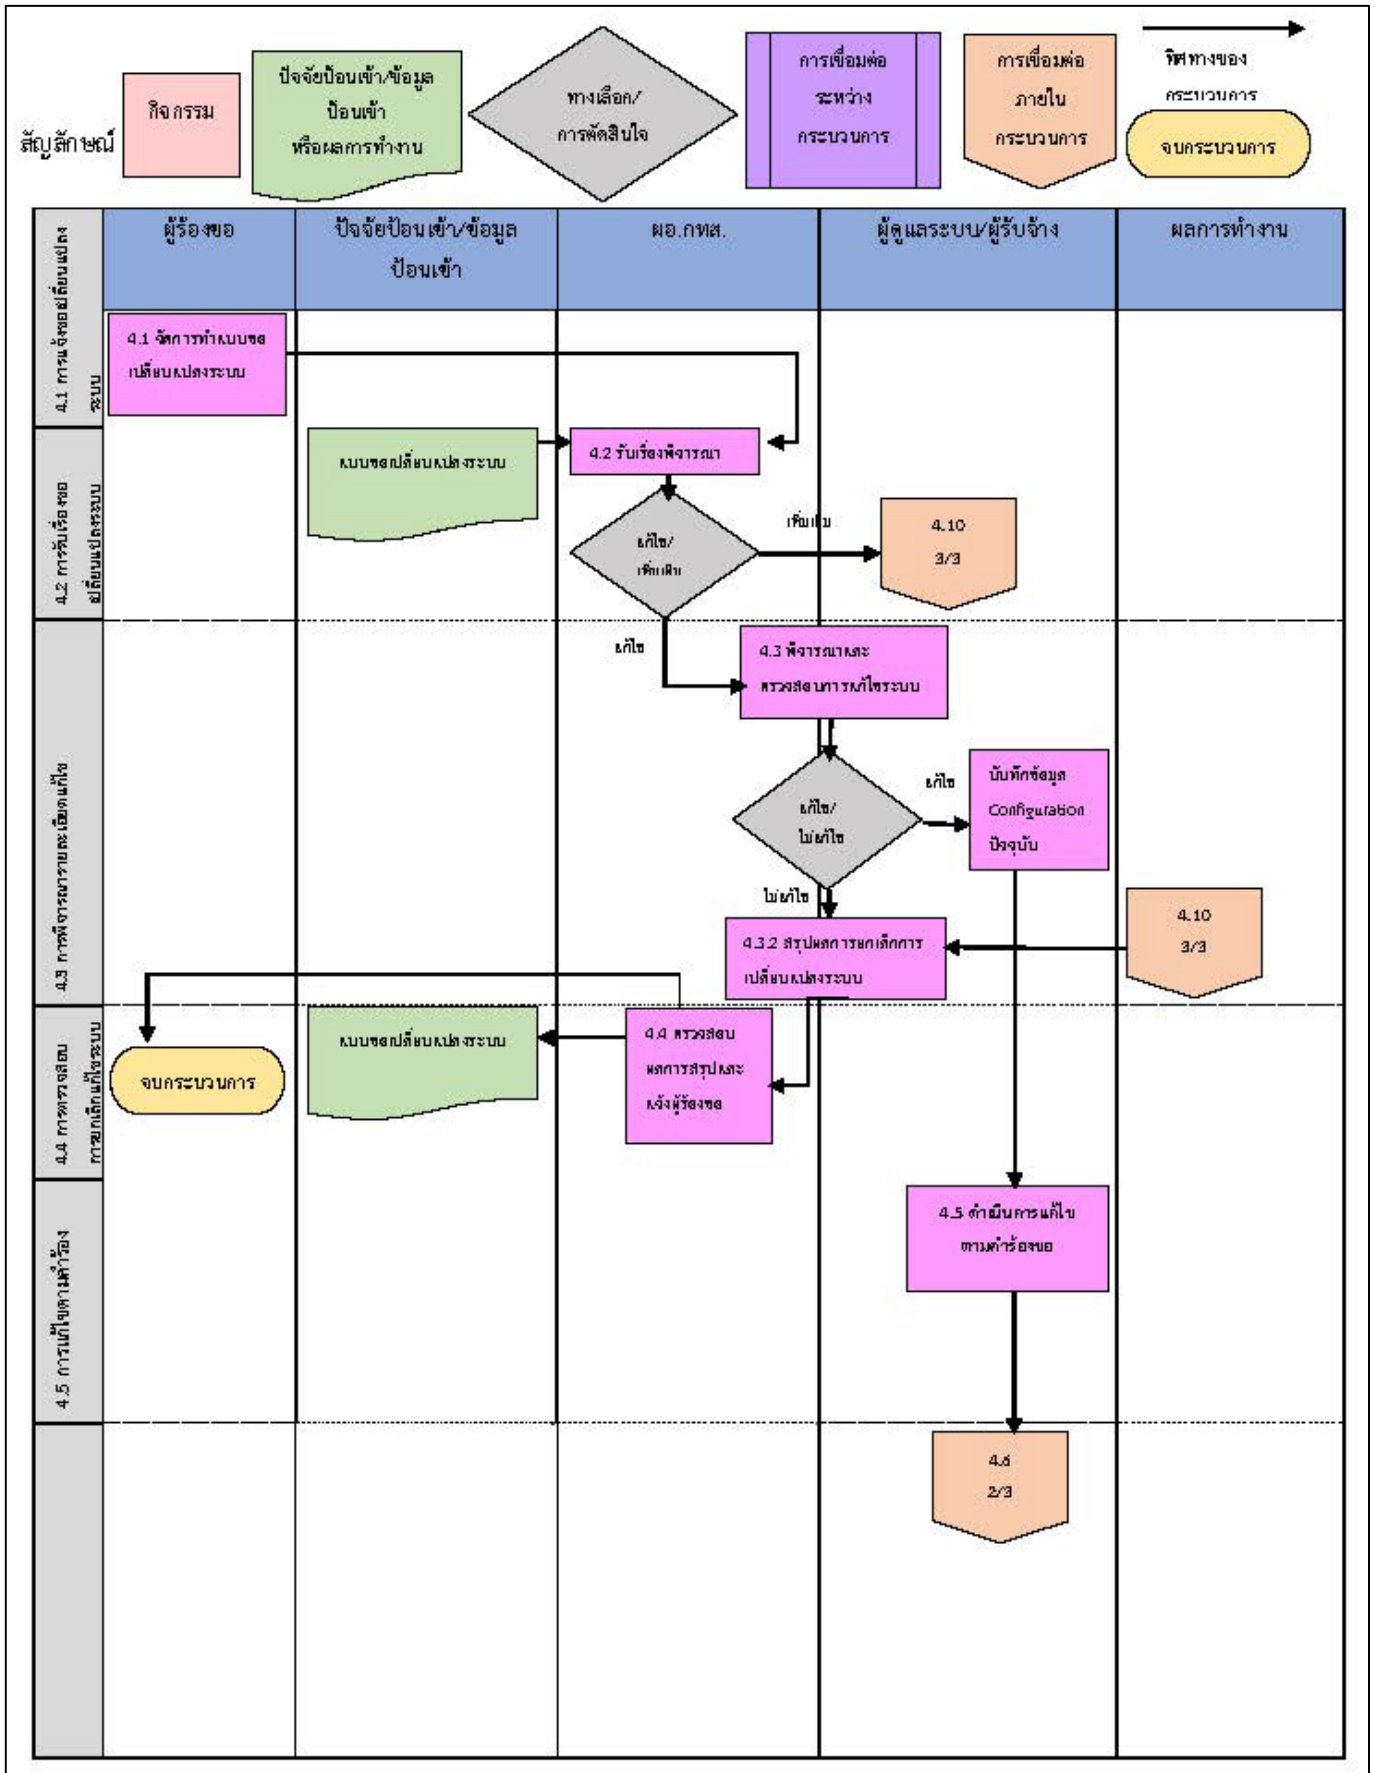 สัญลักษณ์
กิจกรรม
ปัจจัยป้อนเข้า/ข้อมูล
ป้อนเข้า
หรือผลการทำงาน
ทางเลือก/
การตัดสินใจ
การเชื่อมต่อ
ระหว่าง
กระบวนการ
การเชื่อมต่อ
ภายใน
กระบวนการ
ทิศทางของ
กระบวนการ
จบกระบวนการ
ผู้ร้องขอ
ปัจจัยป้อนเข้า/ข้อมูล
ป้อนเข้า
ผอ.กทส.
ผู้ดูแลระบบ/ผู้รับจ้าง
ผลการทำงาน
4.1 การแจ้งขอเปลี่ยนแปลง
ระบบ
4.1 จัดการทำแบบขอ
เปลี่ยนแปลงระบบ
4.2 การรับเรื่องขอ
เปลี่ยนแปลงระบบ
แบบขอเปลี่ยนแปลงระบบ
4.2 รับเรื่องพิจารณา
แก้ไข/
เพิ่มเติม
เพิ่มเติม
4.10
3/3
แก้ไข
4.3 การพิจารณารายละเอียดแก้ไข
4.3 พิจารณาและ
ตรวจสอบการแก้ไขระบบ
แก้ไข/
ไม่แก้ไข
แก้ไข
บันทึกข้อมูล
Configuration
ปัจจุบัน
ไม่แก้ไข
4.3.2 สรุปผลการยกเลิกการ
เปลี่ยนแปลงระบบ
4.10
3/3
4.4 การตรวจสอบ
การยกเลิกแก้ไขระบบ
จบกระบวนการ
แบบขอเปลี่ยนแปลงระบบ
4.4 ตรวจสอบ
ผลการสรุปและ
แจ้งผู้ร้องขอ
4.5 การแก้ไขตามคำร้อง
4.5 ดำเนินการแก้ไข
ตามคำร้องขอ
4.6
2/3